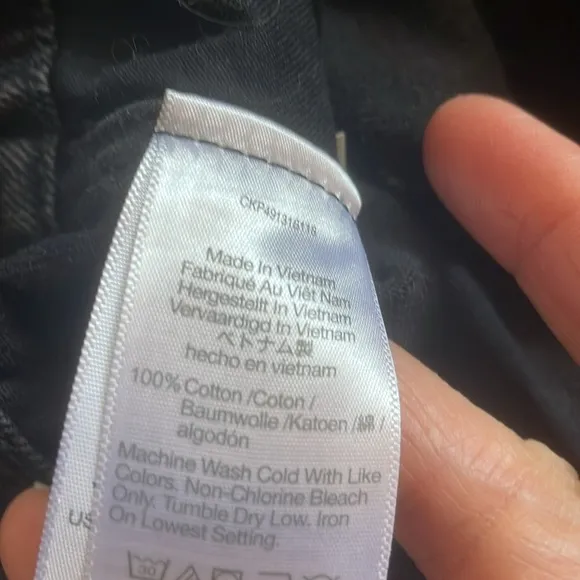 CKP491316118
Made In Vietnam
Fabriqué Au Viêt Nam
Hergestellt In Vietnam
Vervaardigd In Vietnam
ベトナム製
hecho en vietnam
100% Cotton /Coton /
Baumwolle /Katoen /綿 /
algodón
Machine Wash Cold With Like
Colors. Non-Chlorine Bleach
Only. Tumble Dry Low. Iron
On Lowest Setting.
US
30